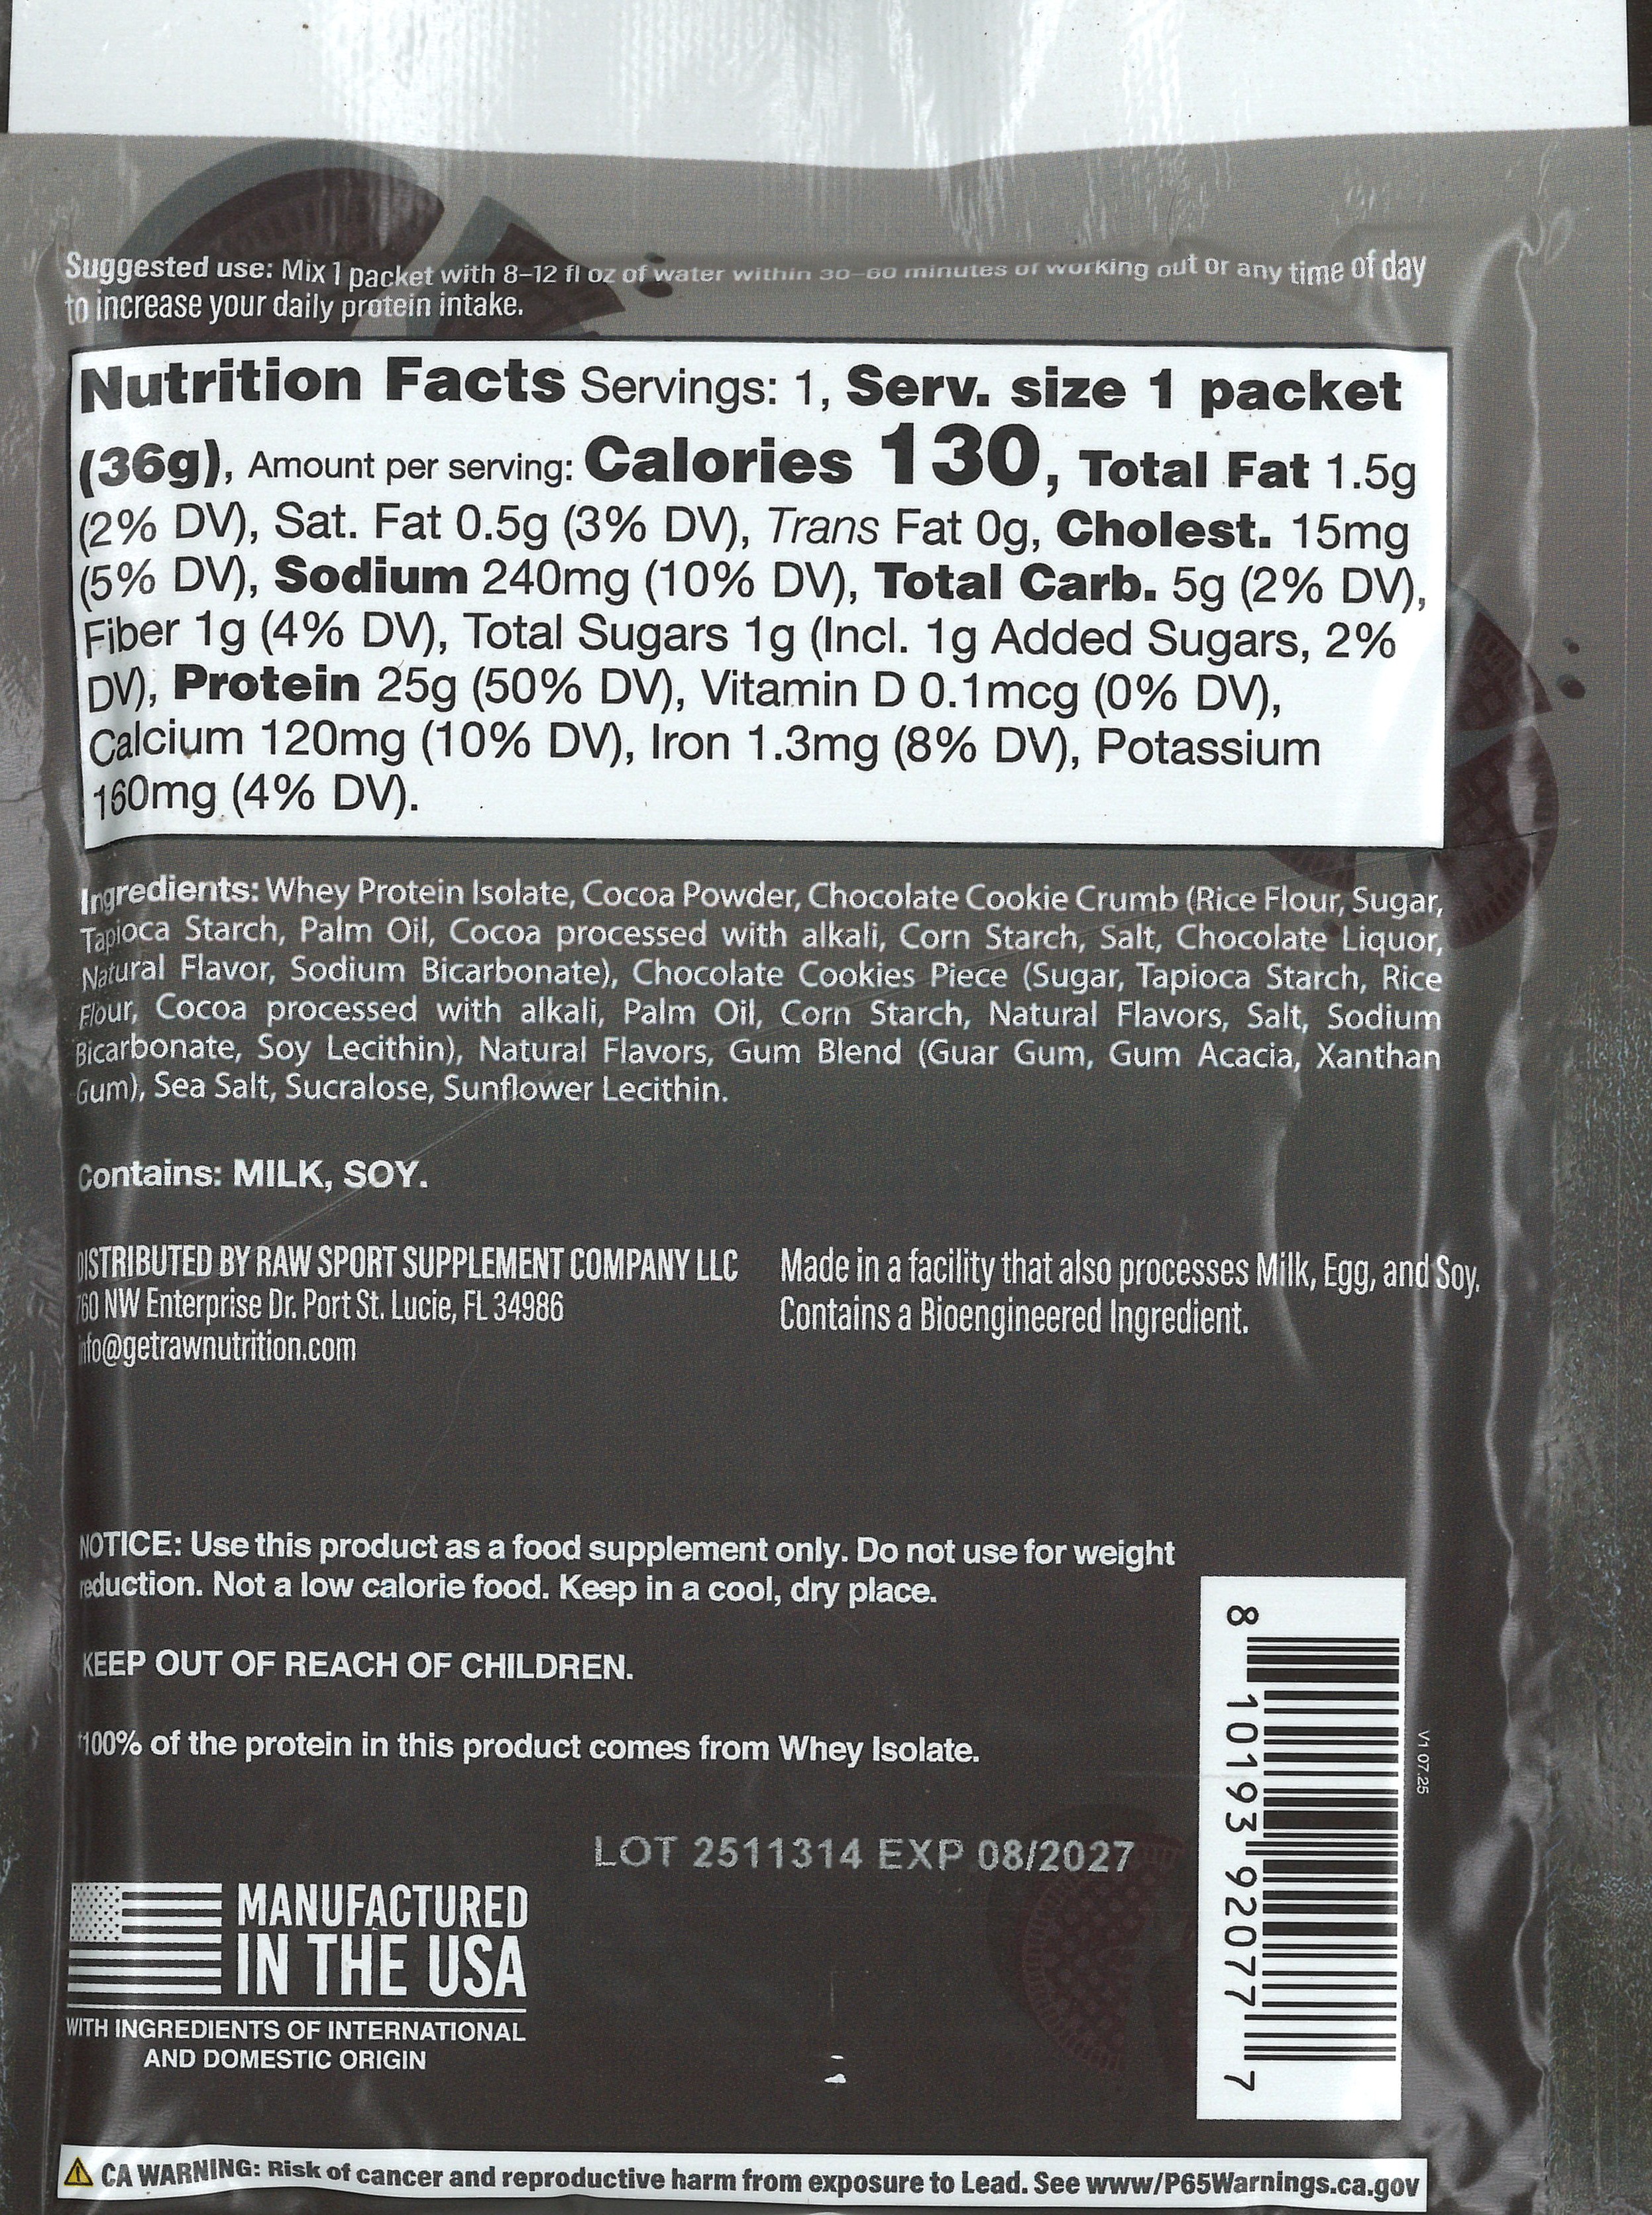 Suggested use: Mix 1 packet with 8–12 fl oz of water within 30–60 minutes of working out or any time of day
to increase your daily protein intake.
Nutrition Facts Servings: 1, Serv. size 1 packet
(36g), Amount per serving: Calories 130, Total Fat 1.5g
(2% DV), Sat. Fat 0.5g (3% DV), Trans Fat 0g, Cholest. 15mg
(5% DV), Sodium 240mg (10% DV), Total Carb. 5g (2% DV),
Fiber 1g (4% DV), Total Sugars 1g (Incl. 1g Added Sugars, 2%
DV), Protein 25g (50% DV), Vitamin D 0.1mcg (0% DV),
Calcium 120mg (10% DV), Iron 1.3mg (8% DV), Potassium
160mg (4% DV).
Ingredients: Whey Protein Isolate, Cocoa Powder, Chocolate Cookie Crumb (Rice Flour, Sugar,
Tapioca Starch, Palm Oil, Cocoa processed with alkali, Corn Starch, Salt, Chocolate Liquor,
Natural Flavor, Sodium Bicarbonate), Chocolate Cookies Piece (Sugar, Tapioca Starch, Rice
Flour, Cocoa processed with alkali, Palm Oil, Corn Starch, Natural Flavors, Salt, Sodium
Bicarbonate, Soy Lecithin), Natural Flavors, Gum Blend (Guar Gum, Gum Acacia, Xanthan
Gum), Sea Salt, Sucralose, Sunflower Lecithin.
Contains: MILK, SOY.
DISTRIBUTED BY RAW SPORT SUPPLEMENT COMPANY LLC
760 NW Enterprise Dr. Port St. Lucie, FL 34986
info@getrawnutrition.com
Made in a facility that also processes Milk, Egg, and Soy.
Contains a Bioengineered Ingredient.
NOTICE: Use this product as a food supplement only. Do not use for weight
reduction. Not a low calorie food. Keep in a cool, dry place.
KEEP OUT OF REACH OF CHILDREN.
†100% of the protein in this product comes from Whey Isolate.
LOT 2511314 EXP 08/2027
MANUFACTURED
IN THE USA
WITH INGREDIENTS OF INTERNATIONAL
AND DOMESTIC ORIGIN
8 10193 92077 7
V1 07.25
⚠ CA WARNING: Risk of cancer and reproductive harm from exposure to Lead. See www/P65Warnings.ca.gov